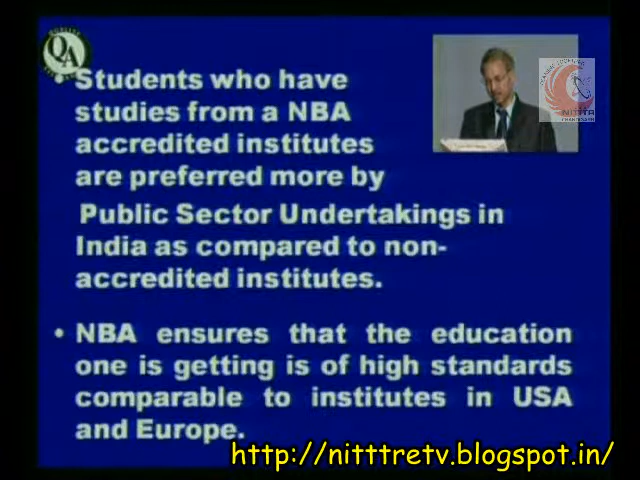 QA
• Students who have
studies from a NBA
accredited institutes
are preferred more by
Public Sector Undertakings in
India as compared to non-
accredited institutes.
• NBA ensures that the education
one is getting is of high standards
comparable to institutes in USA
and Europe.
NITTTR
CHANDIGARH
http://nitttretv.blogspot.in/